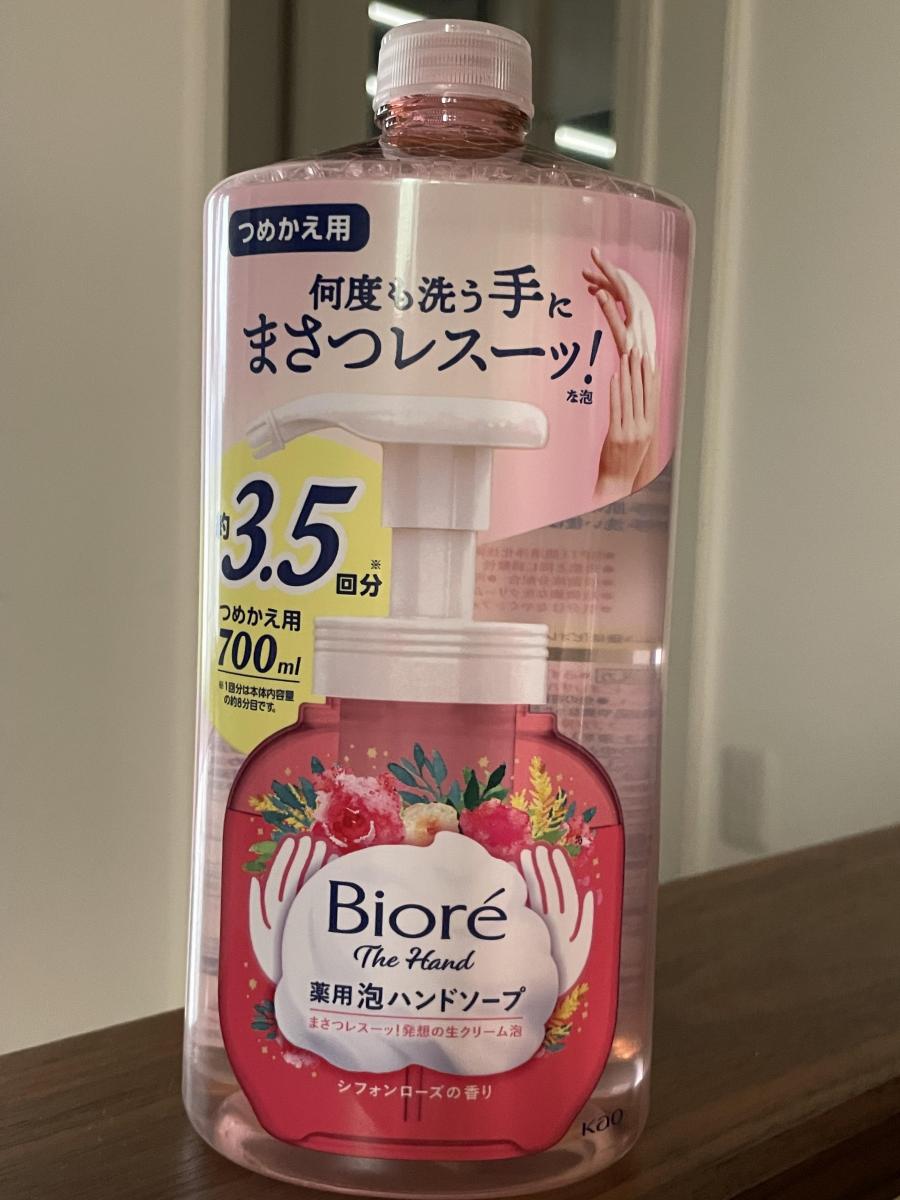 つめかえ用
何度も洗う手に
まさつレスーッ!
な泡
約3.5回分※
つめかえ用
700ml
※1回分は本体内容量
の約8分目です。
Bioré
The Hand
薬用泡ハンドソープ
まさつレスーッ!発想の生クリーム泡
シフォンローズの香り
Kao